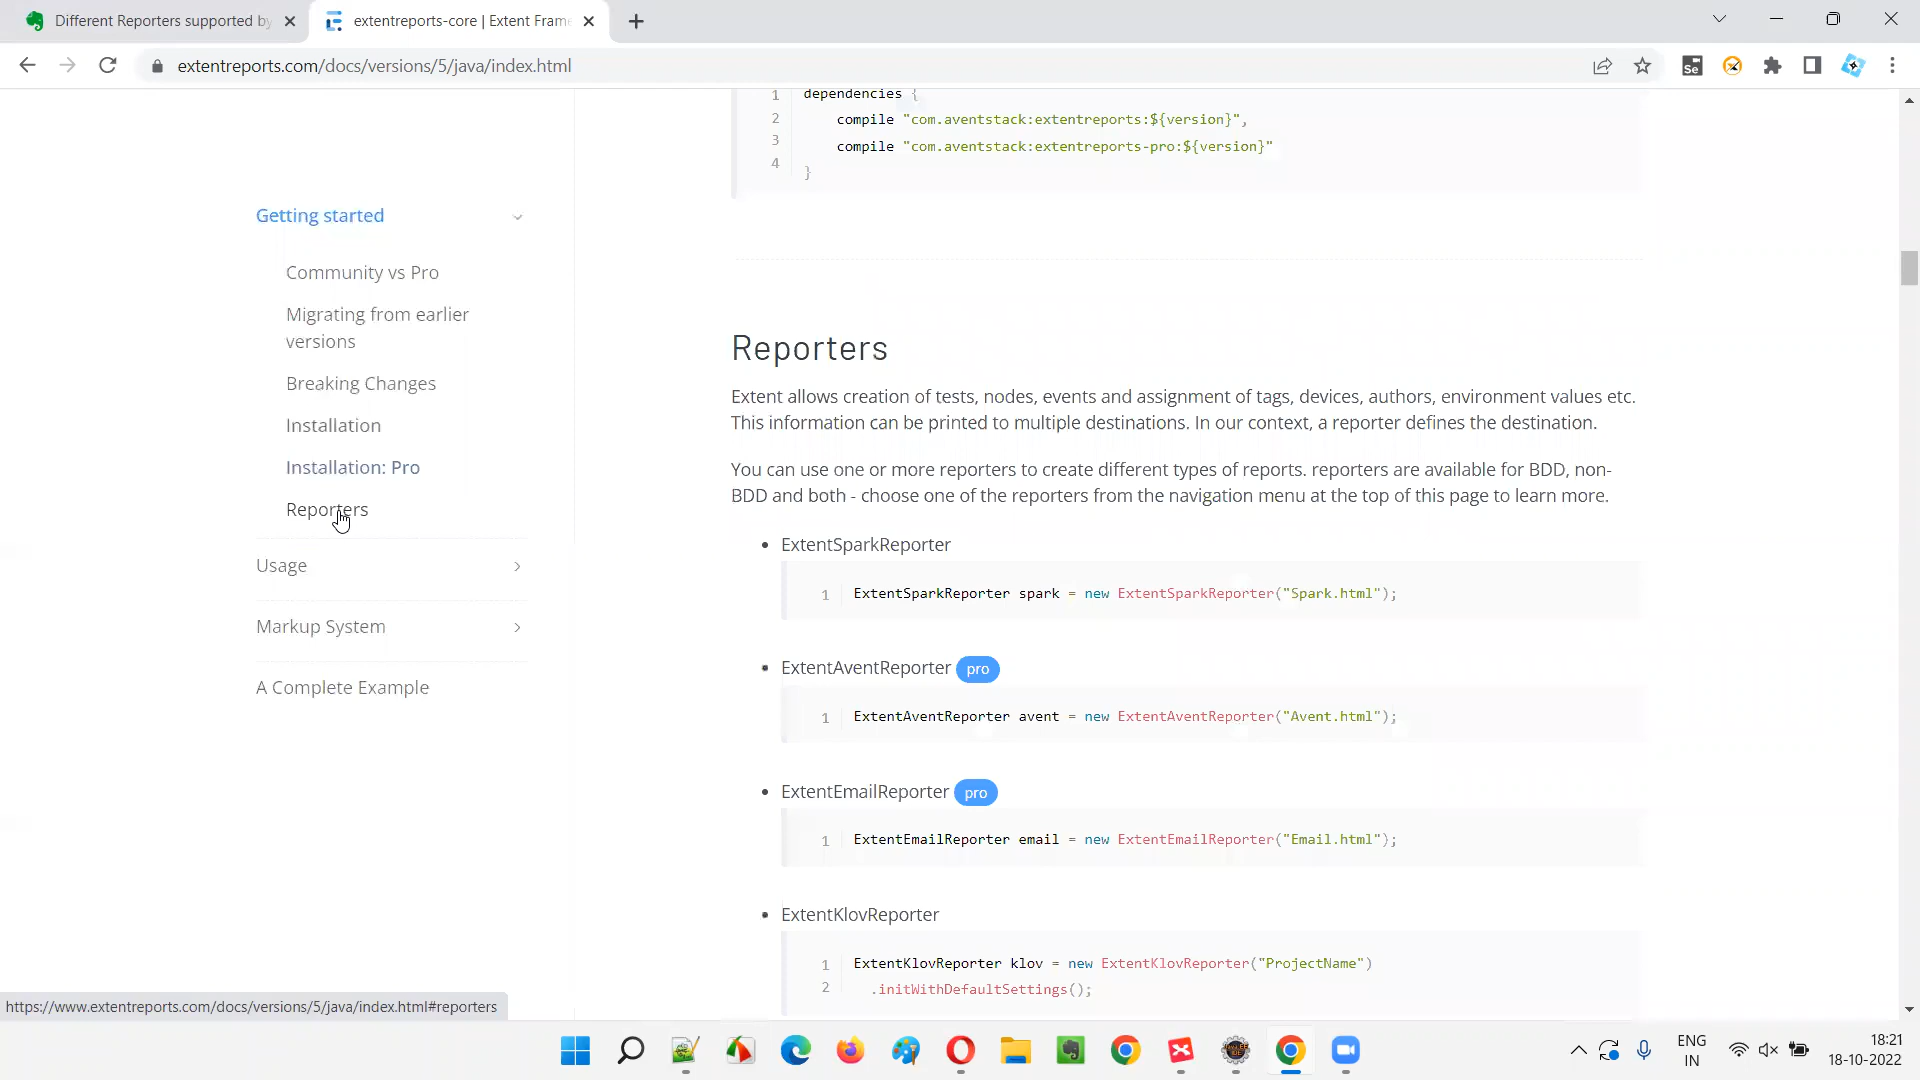 Different Reporters supported by
extentreports-core | Extent Fram
extentreports.com/docs/versions/5/java/index.html
Getting started
Community vs Pro
Migrating from earlier
versions
Breaking Changes
Installation
Installation: Pro
Reporters
Usage
Markup System
A Complete Example
1 dependencies {
2 compile "com.aventstack:extentreports:${version}",
3 compile "com.aventstack:extentreports-pro:${version}"
4 }
Reporters
Extent allows creation of tests, nodes, events and assignment of tags, devices, authors, environment values etc.
This information can be printed to multiple destinations. In our context, a reporter defines the destination.
You can use one or more reporters to create different types of reports. reporters are available for BDD, non-
BDD and both - choose one of the reporters from the navigation menu at the top of this page to learn more.
• ExtentSparkReporter
1 ExtentSparkReporter spark = new ExtentSparkReporter("Spark.html");
• ExtentAventReporter pro
1 ExtentAventReporter avent = new ExtentAventReporter("Avent.html");
• ExtentEmailReporter pro
1 ExtentEmailReporter email = new ExtentEmailReporter("Email.html");
• ExtentKlovReporter
1 ExtentKlovReporter klov = new ExtentKlovReporter("ProjectName")
2 .initWithDefaultSettings();
https://www.extentreports.com/docs/versions/5/java/index.html#reporters
ENG
IN
18:21
18-10-2022